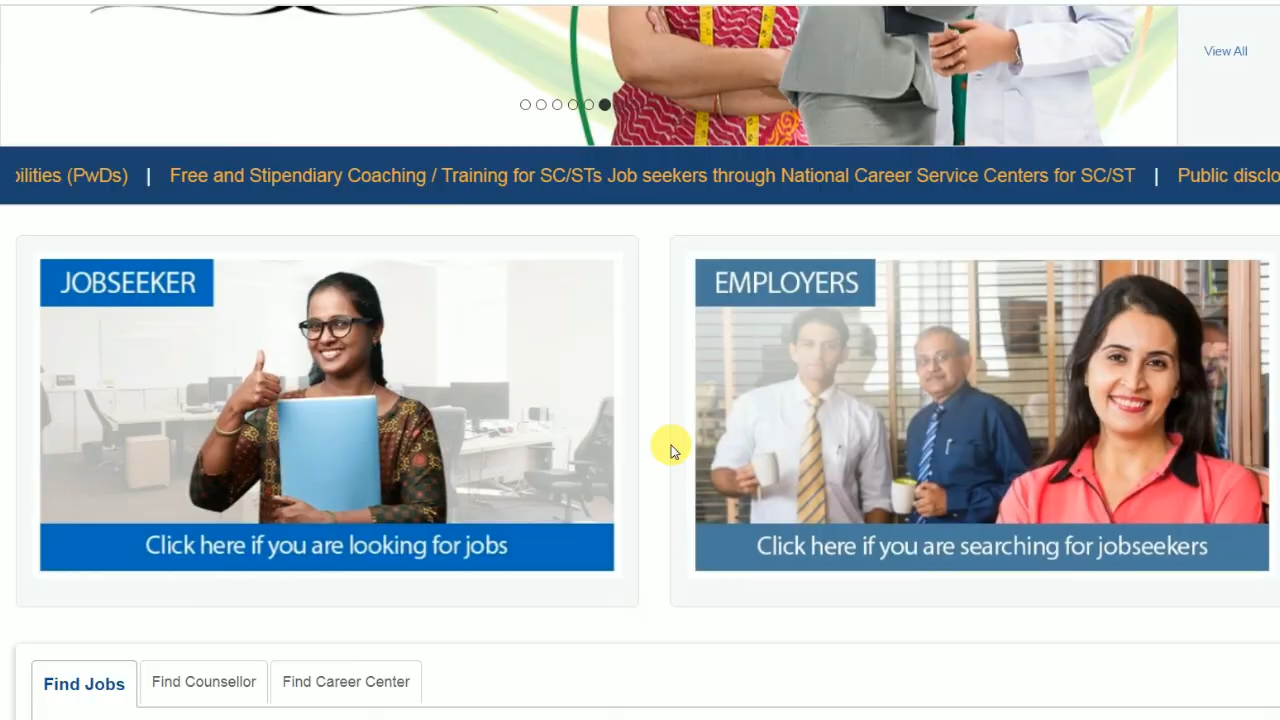 View All
(PwDs) | Free and Stipendiary Coaching / Training for SC/STs Job seekers through National Career Service Centers for SC/ST | Public
JOBSEEKER
EMPLOYERS
Click here if you are looking for jobs
Click here if you are searching for jobseekers
Find Jobs
Find Counsellor
Find Career Center